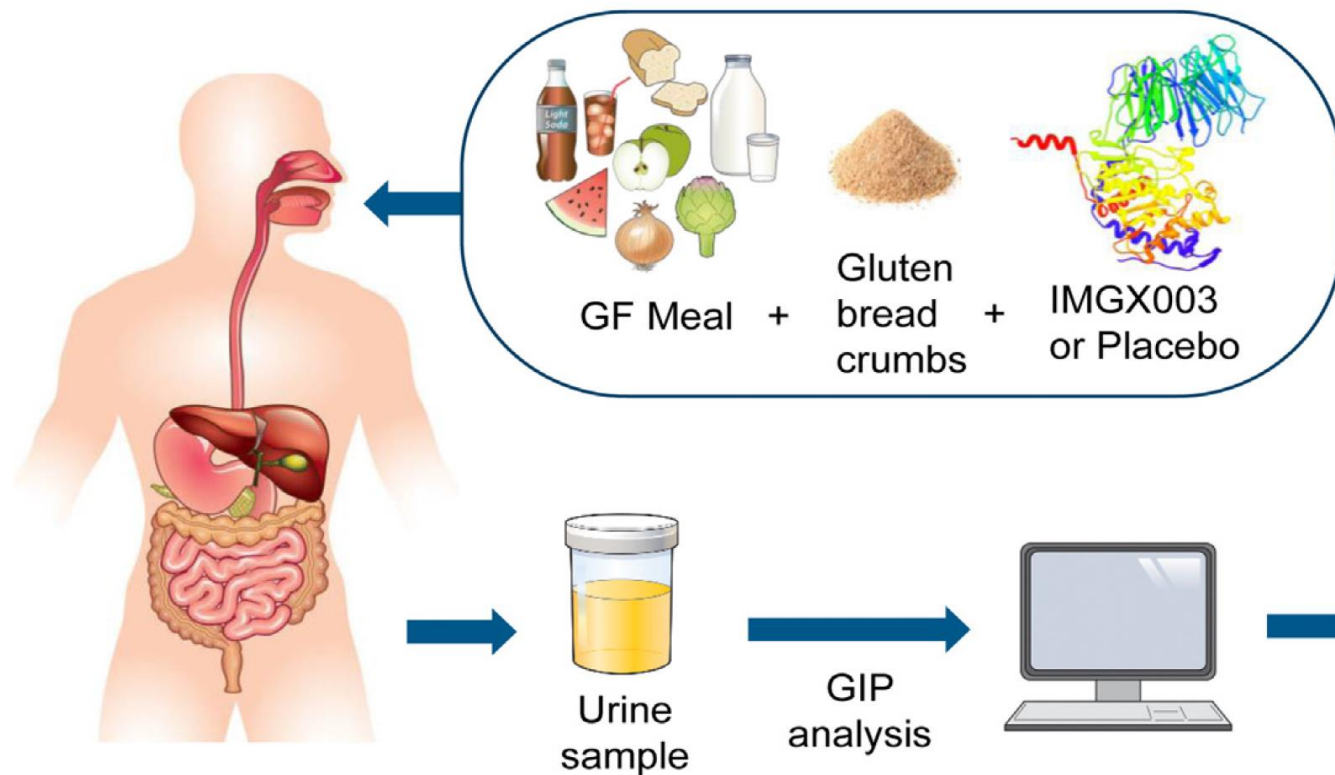 Light
Soda
GF Meal + Gluten
bread
crumbs + IMGX003
or Placebo
Urine
sample
GIP
analysis